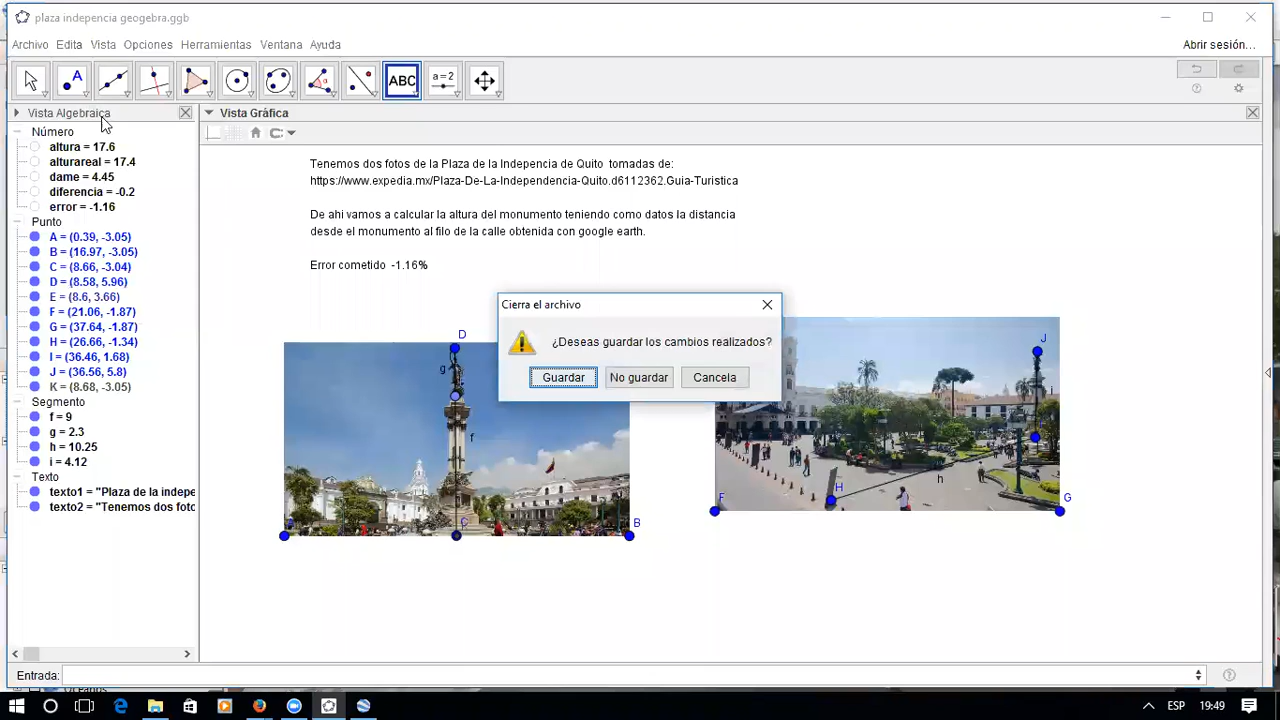 plaza indepencia geogebra.ggb
Archivo Edita Vista Opciones Herramientas Ventana Ayuda
Abrir sesión...
A
ABC
a=2
Vista Algebraica
Vista Gráfica
Número
altura = 17.6
alturareal = 17.4
dame = 4.45
diferencia = -0.2
error = -1.16
Punto
A = (0.39, -3.05)
B = (16.97, -3.05)
C = (8.66, -3.04)
D = (8.58, 5.96)
E = (8.6, 3.66)
F = (21.06, -1.87)
G = (37.64, -1.87)
H = (26.66, -1.34)
I = (36.46, 1.68)
J = (36.56, 5.8)
K = (8.68, -3.05)
Segmento
f = 9
g = 2.3
h = 10.25
i = 4.12
Texto
texto1 = "Plaza de la indepe
texto2 = "Tenemos dos foto
Tenemos dos fotos de la Plaza de la Indepencia de Quito tomadas de:
https://www.expedia.mx/Plaza-De-La-Independencia-Quito.d6112362.Guia-Turistica
De ahi vamos a calcular la altura del monumento teniendo como datos la distancia
desde el monumento al filo de la calle obtenida con google earth.
Error cometido -1.16%
Cierra el archivo
¿Deseas guardar los cambios realizados?
Guardar No guardar Cancela
D
g
f
C
B
J
i
H
h
F
G
Entrada:
ESP 19:49